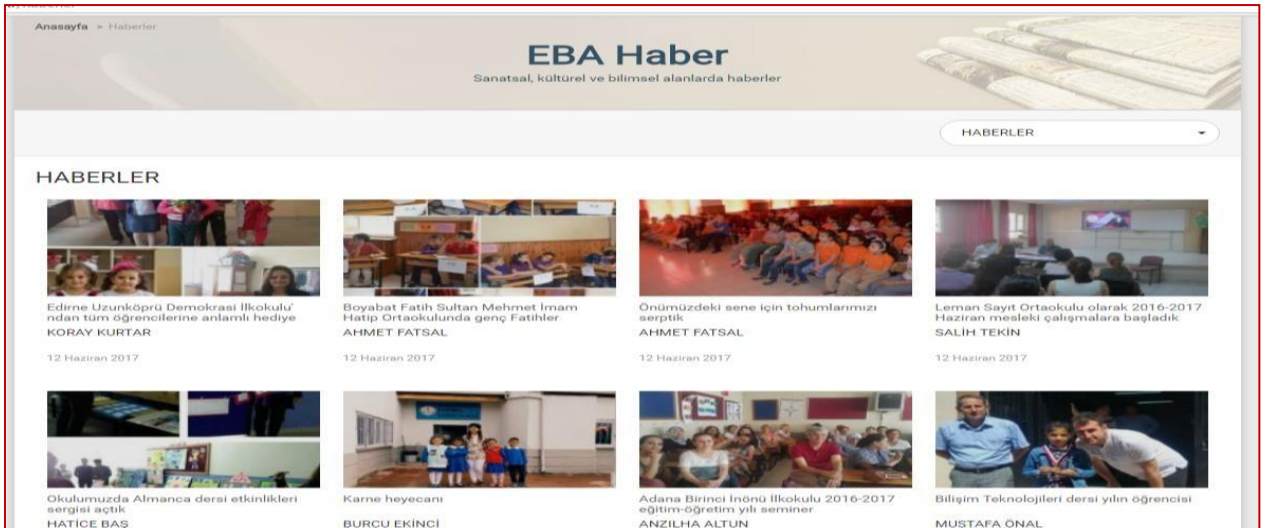 Anasayfa » Haberler
EBA Haber
Sanatsal, kültürel ve bilimsel alanlarda haberler
HABERLER
HABERLER
Edirne Uzunköprü Demokrasi İlkokulu'
ndan tüm öğrencilerine anlamlı hediye
KORAY KURTAR
12 Haziran 2017
Boyabat Fatih Sultan Mehmet İmam
Hatip Ortaokulunda genç Fatihler
AHMET FATSAL
12 Haziran 2017
Önümüzdeki sene için tohumlarımızı
serptik
AHMET FATSAL
12 Haziran 2017
Leman Sayıt Ortaokulu olarak 2016-2017
Haziran mesleki çalışmalara başladık
SALİH TEKİN
12 Haziran 2017
Okulumuzda Almanca dersi etkinlikleri
sergisi açtık
HATİCE BAŞ
Karne heyecanı
BURCU EKİNCİ
Adana Birinci İnönü İlkokulu 2016-2017
eğitim-öğretim yılı seminer
ANZILHA ALTUN
Bilişim Teknolojileri dersi yılın öğrencisi
MUSTAFA ÖNAL